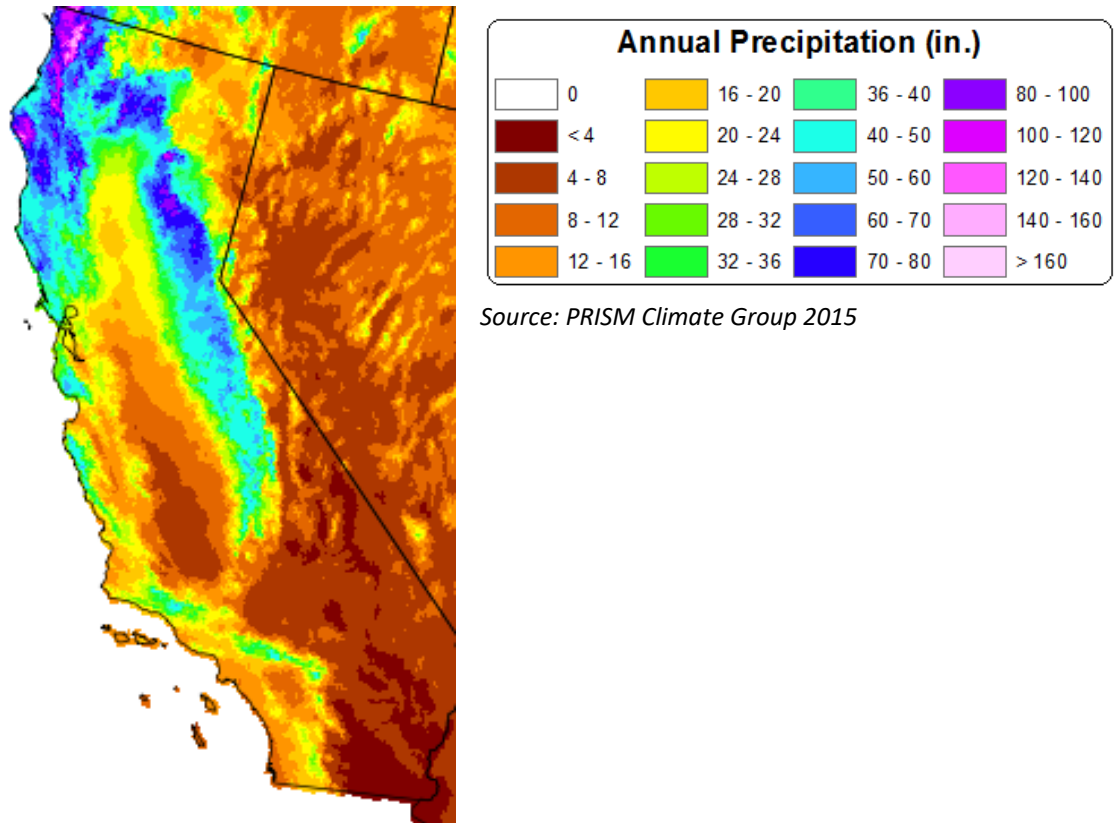 Annual Precipitation (in.)
0 16 - 20 36 - 40 80 - 100
< 4 20 - 24 40 - 50 100 - 120
4 - 8 24 - 28 50 - 60 120 - 140
8 - 12 28 - 32 60 - 70 140 - 160
12 - 16 32 - 36 70 - 80 > 160
Source: PRISM Climate Group 2015